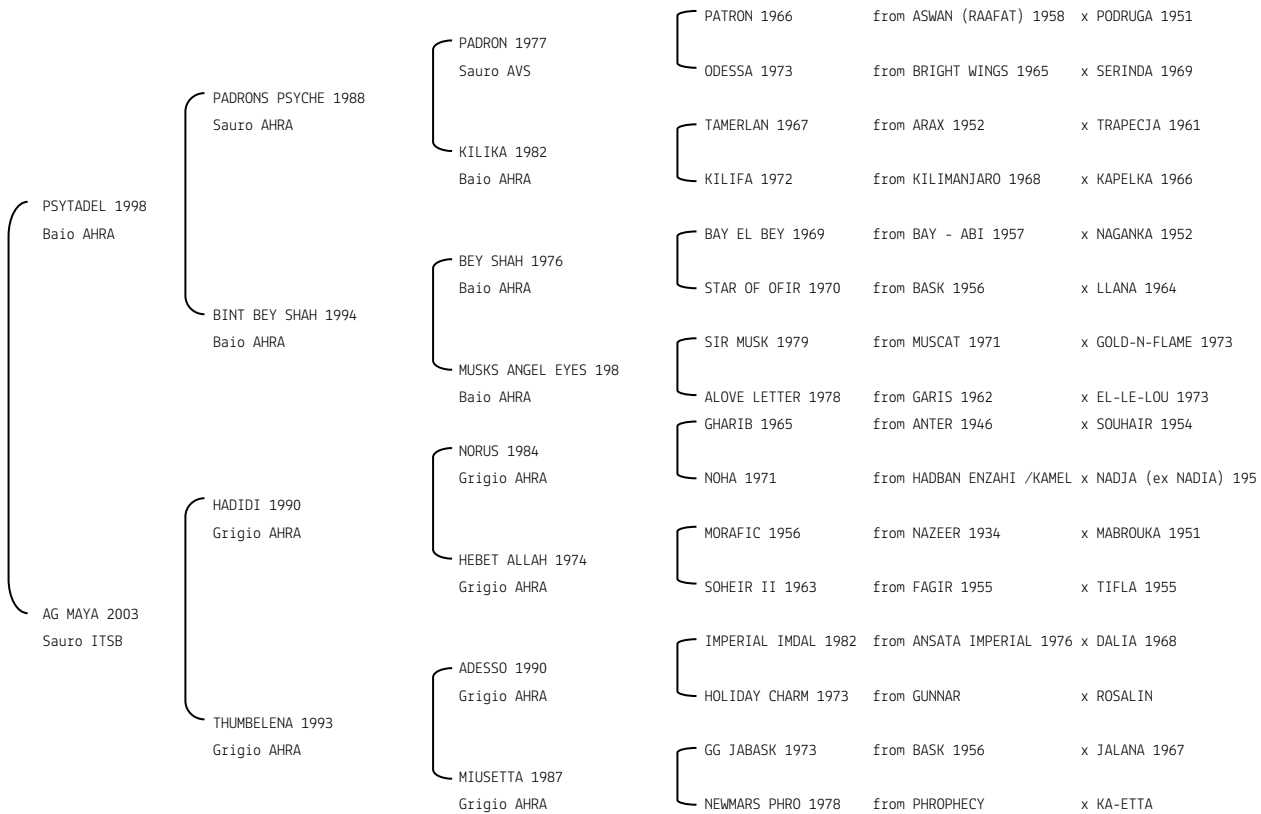 PATRON 1966 from ASWAN (RAAFAT) 1958 x PODRUGA 1951
PADRON 1977
Sauro AVS
ODESSA 1973 from BRIGHT WINGS 1965 x SERINDA 1969
PADRONS PSYCHE 1988
Sauro AHRA
TAMERLAN 1967 from ARAX 1952 x TRAPECJA 1961
KILIKA 1982
Baio AHRA
KILIFA 1972 from KILIMANJARO 1968 x KAPELKA 1966
PSYTADEL 1998
Baio AHRA
BAY EL BEY 1969 from BAY - ABI 1957 x NAGANKA 1952
BEY SHAH 1976
Baio AHRA
STAR OF OFIR 1970 from BASK 1956 x LLANA 1964
BINT BEY SHAH 1994
Baio AHRA
SIR MUSK 1979 from MUSCAT 1971 x GOLD-N-FLAME 1973
MUSKS ANGEL EYES 198
Baio AHRA
ALOVE LETTER 1978 from GARIS 1962 x EL-LE-LOU 1973
GHARIB 1965 from ANTER 1946 x SOUHAIR 1954
NORUS 1984
Grigio AHRA
NOHA 1971 from HADBAN ENZAHI /KAMEL x NADJA (ex NADIA) 195
HADIDI 1990
Grigio AHRA
MORAFIC 1956 from NAZEER 1934 x MABROUKA 1951
HEBET ALLAH 1974
Grigio AHRA
SOHEIR II 1963 from FAGIR 1955 x TIFLA 1955
AG MAYA 2003
Sauro ITSB
IMPERIAL IMDAL 1982 from ANSATA IMPERIAL 1976 x DALIA 1968
ADESSO 1990
Grigio AHRA
HOLIDAY CHARM 1973 from GUNNAR x ROSALIN
THUMBELENA 1993
Grigio AHRA
GG JABASK 1973 from BASK 1956 x JALANA 1967
MIUSETTA 1987
Grigio AHRA
NEWMARS PHRO 1978 from PHROPHECY x KA-ETTA